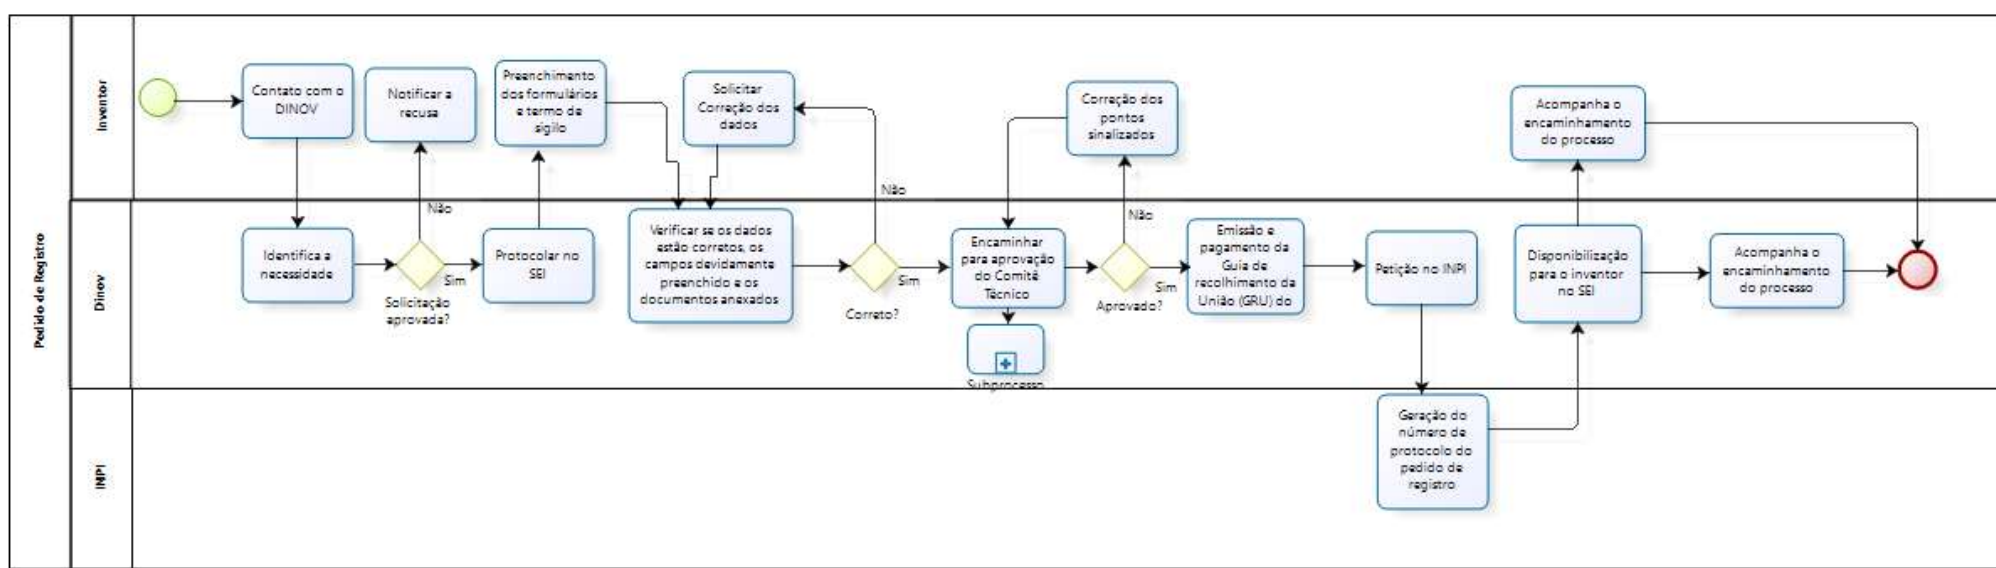 Pedido de Registro
Inventor
Contato com o
DINOV
Notificar a
recusa
Preenchimento
dos formulários
e termo de
sigilo
Solicitar
Correção dos
dados
Correção dos
pontos
sinalizados
Acompanha o
encaminhamento
do processo
Não
Não
Dinov
Identifica a
necessidade
Não
Sim
Solicitação
aprovada?
Protocolar no
SEI
Verificar se os dados
estão corretos, os
campos devidamente
preenchido e os
documentos anexados
Sim
Correto?
Encaminhar
para aprovação
do Comitê
Técnico
Subprocesso
Sim
Aprovado?
Emissão e
pagamento da
Guia de
recolhimento da
União (GRU) do
Petição no INPI
Disponibilização
para o inventor
no SEI
Acompanha o
encaminhamento
do processo
INPI
Geração do
número de
protocolo do
pedido de
registro